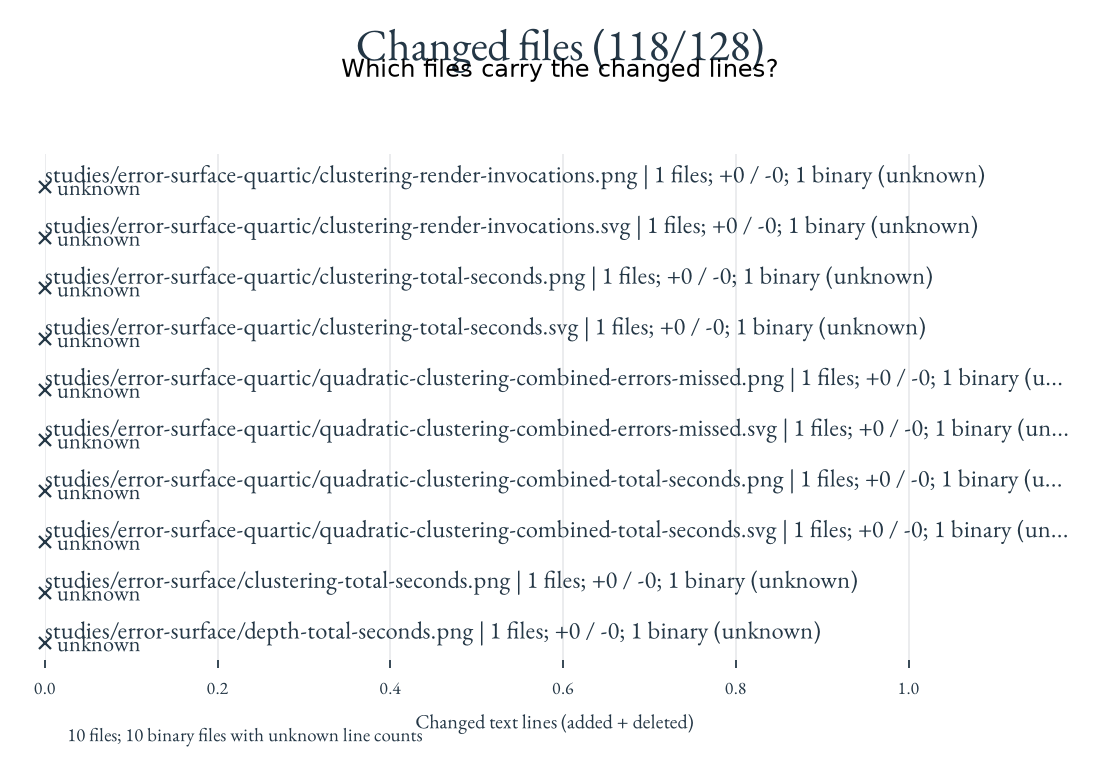 Changed files (118/128)
Which files carry the changed lines?
studies/error-surface-quartic/clustering-render-invocations.png | 1 files; +0 / -0; 1 binary (unknown)
× unknown
studies/error-surface-quartic/clustering-render-invocations.svg | 1 files; +0 / -0; 1 binary (unknown)
× unknown
studies/error-surface-quartic/clustering-total-seconds.png | 1 files; +0 / -0; 1 binary (unknown)
× unknown
studies/error-surface-quartic/clustering-total-seconds.svg | 1 files; +0 / -0; 1 binary (unknown)
× unknown
studies/error-surface-quartic/quadratic-clustering-combined-errors-missed.png | 1 files; +0 / -0; 1 binary (u...
× unknown
studies/error-surface-quartic/quadratic-clustering-combined-errors-missed.svg | 1 files; +0 / -0; 1 binary (un...
× unknown
studies/error-surface-quartic/quadratic-clustering-combined-total-seconds.png | 1 files; +0 / -0; 1 binary (u...
× unknown
studies/error-surface-quartic/quadratic-clustering-combined-total-seconds.svg | 1 files; +0 / -0; 1 binary (un...
× unknown
studies/error-surface/clustering-total-seconds.png | 1 files; +0 / -0; 1 binary (unknown)
× unknown
studies/error-surface/depth-total-seconds.png | 1 files; +0 / -0; 1 binary (unknown)
× unknown
0.0 0.2 0.4 0.6 0.8 1.0
Changed text lines (added + deleted)
10 files; 10 binary files with unknown line counts